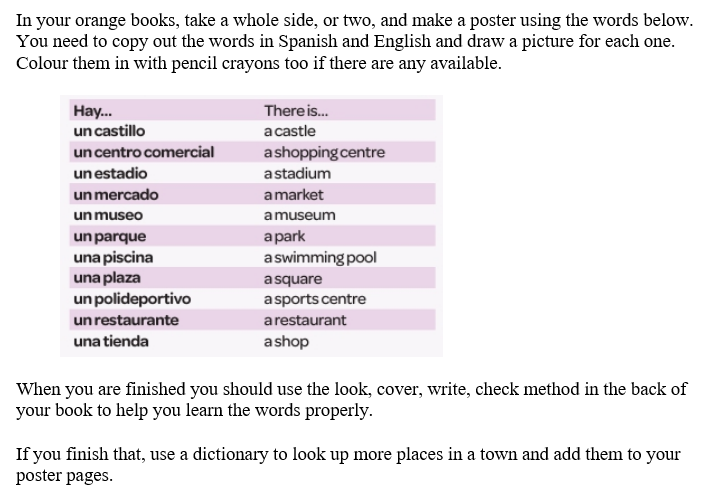 In your orange books, take a whole side, or two, and make a poster using the words below.
You need to copy out the words in Spanish and English and draw a picture for each one.
Colour them in with pencil crayons too if there are any available.
Hay... There is...
un castillo a castle
un centro comercial a shopping centre
un estadio a stadium
un mercado a market
un museo a museum
un parque a park
una piscina a swimming pool
una plaza a square
un polideportivo a sports centre
un restaurante a restaurant
una tienda a shop
When you are finished you should use the look, cover, write, check method in the back of
your book to help you learn the words properly.
If you finish that, use a dictionary to look up more places in a town and add them to your
poster pages.